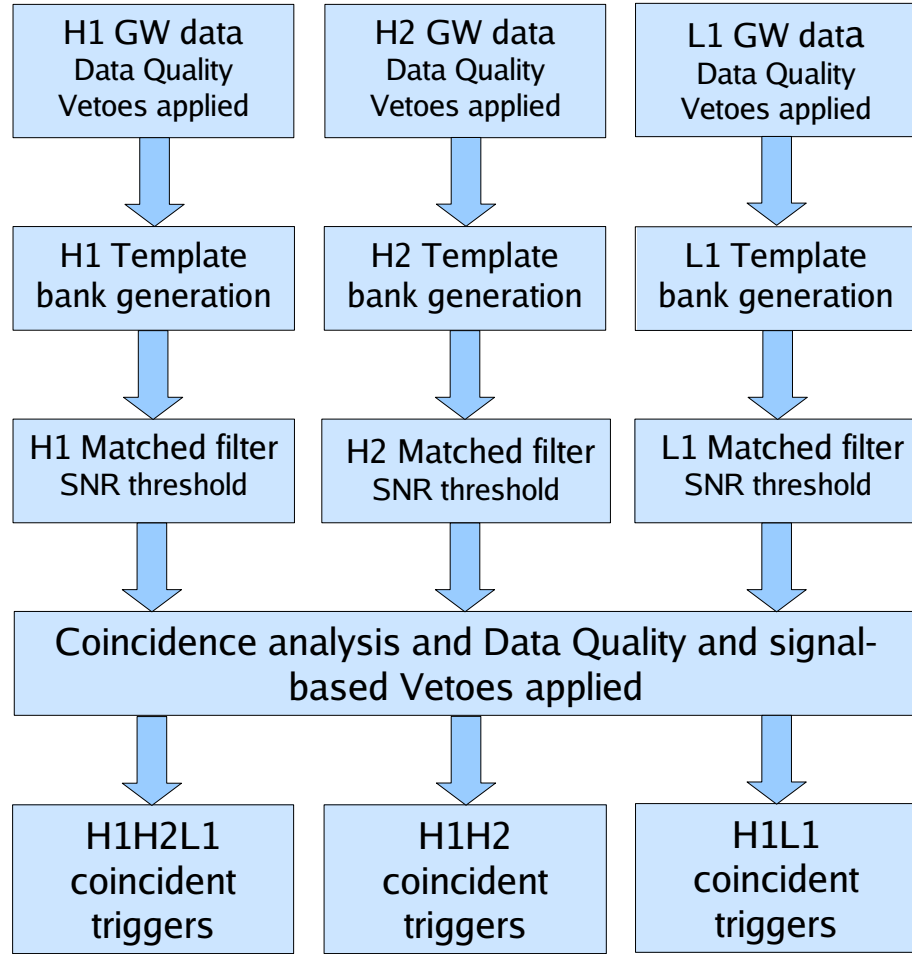 H1 GW data
Data Quality
Vetoes applied
H2 GW data
Data Quality
Vetoes applied
L1 GW data
Data Quality
Vetoes applied
H1 Template
bank generation
H2 Template
bank generation
L1 Template
bank generation
H1 Matched filter
SNR threshold
H2 Matched filter
SNR threshold
L1 Matched filter
SNR threshold
Coincidence analysis and Data Quality and signal-
based Vetoes applied
H1H2L1
coincident
triggers
H1H2
coincident
triggers
H1L1
coincident
triggers